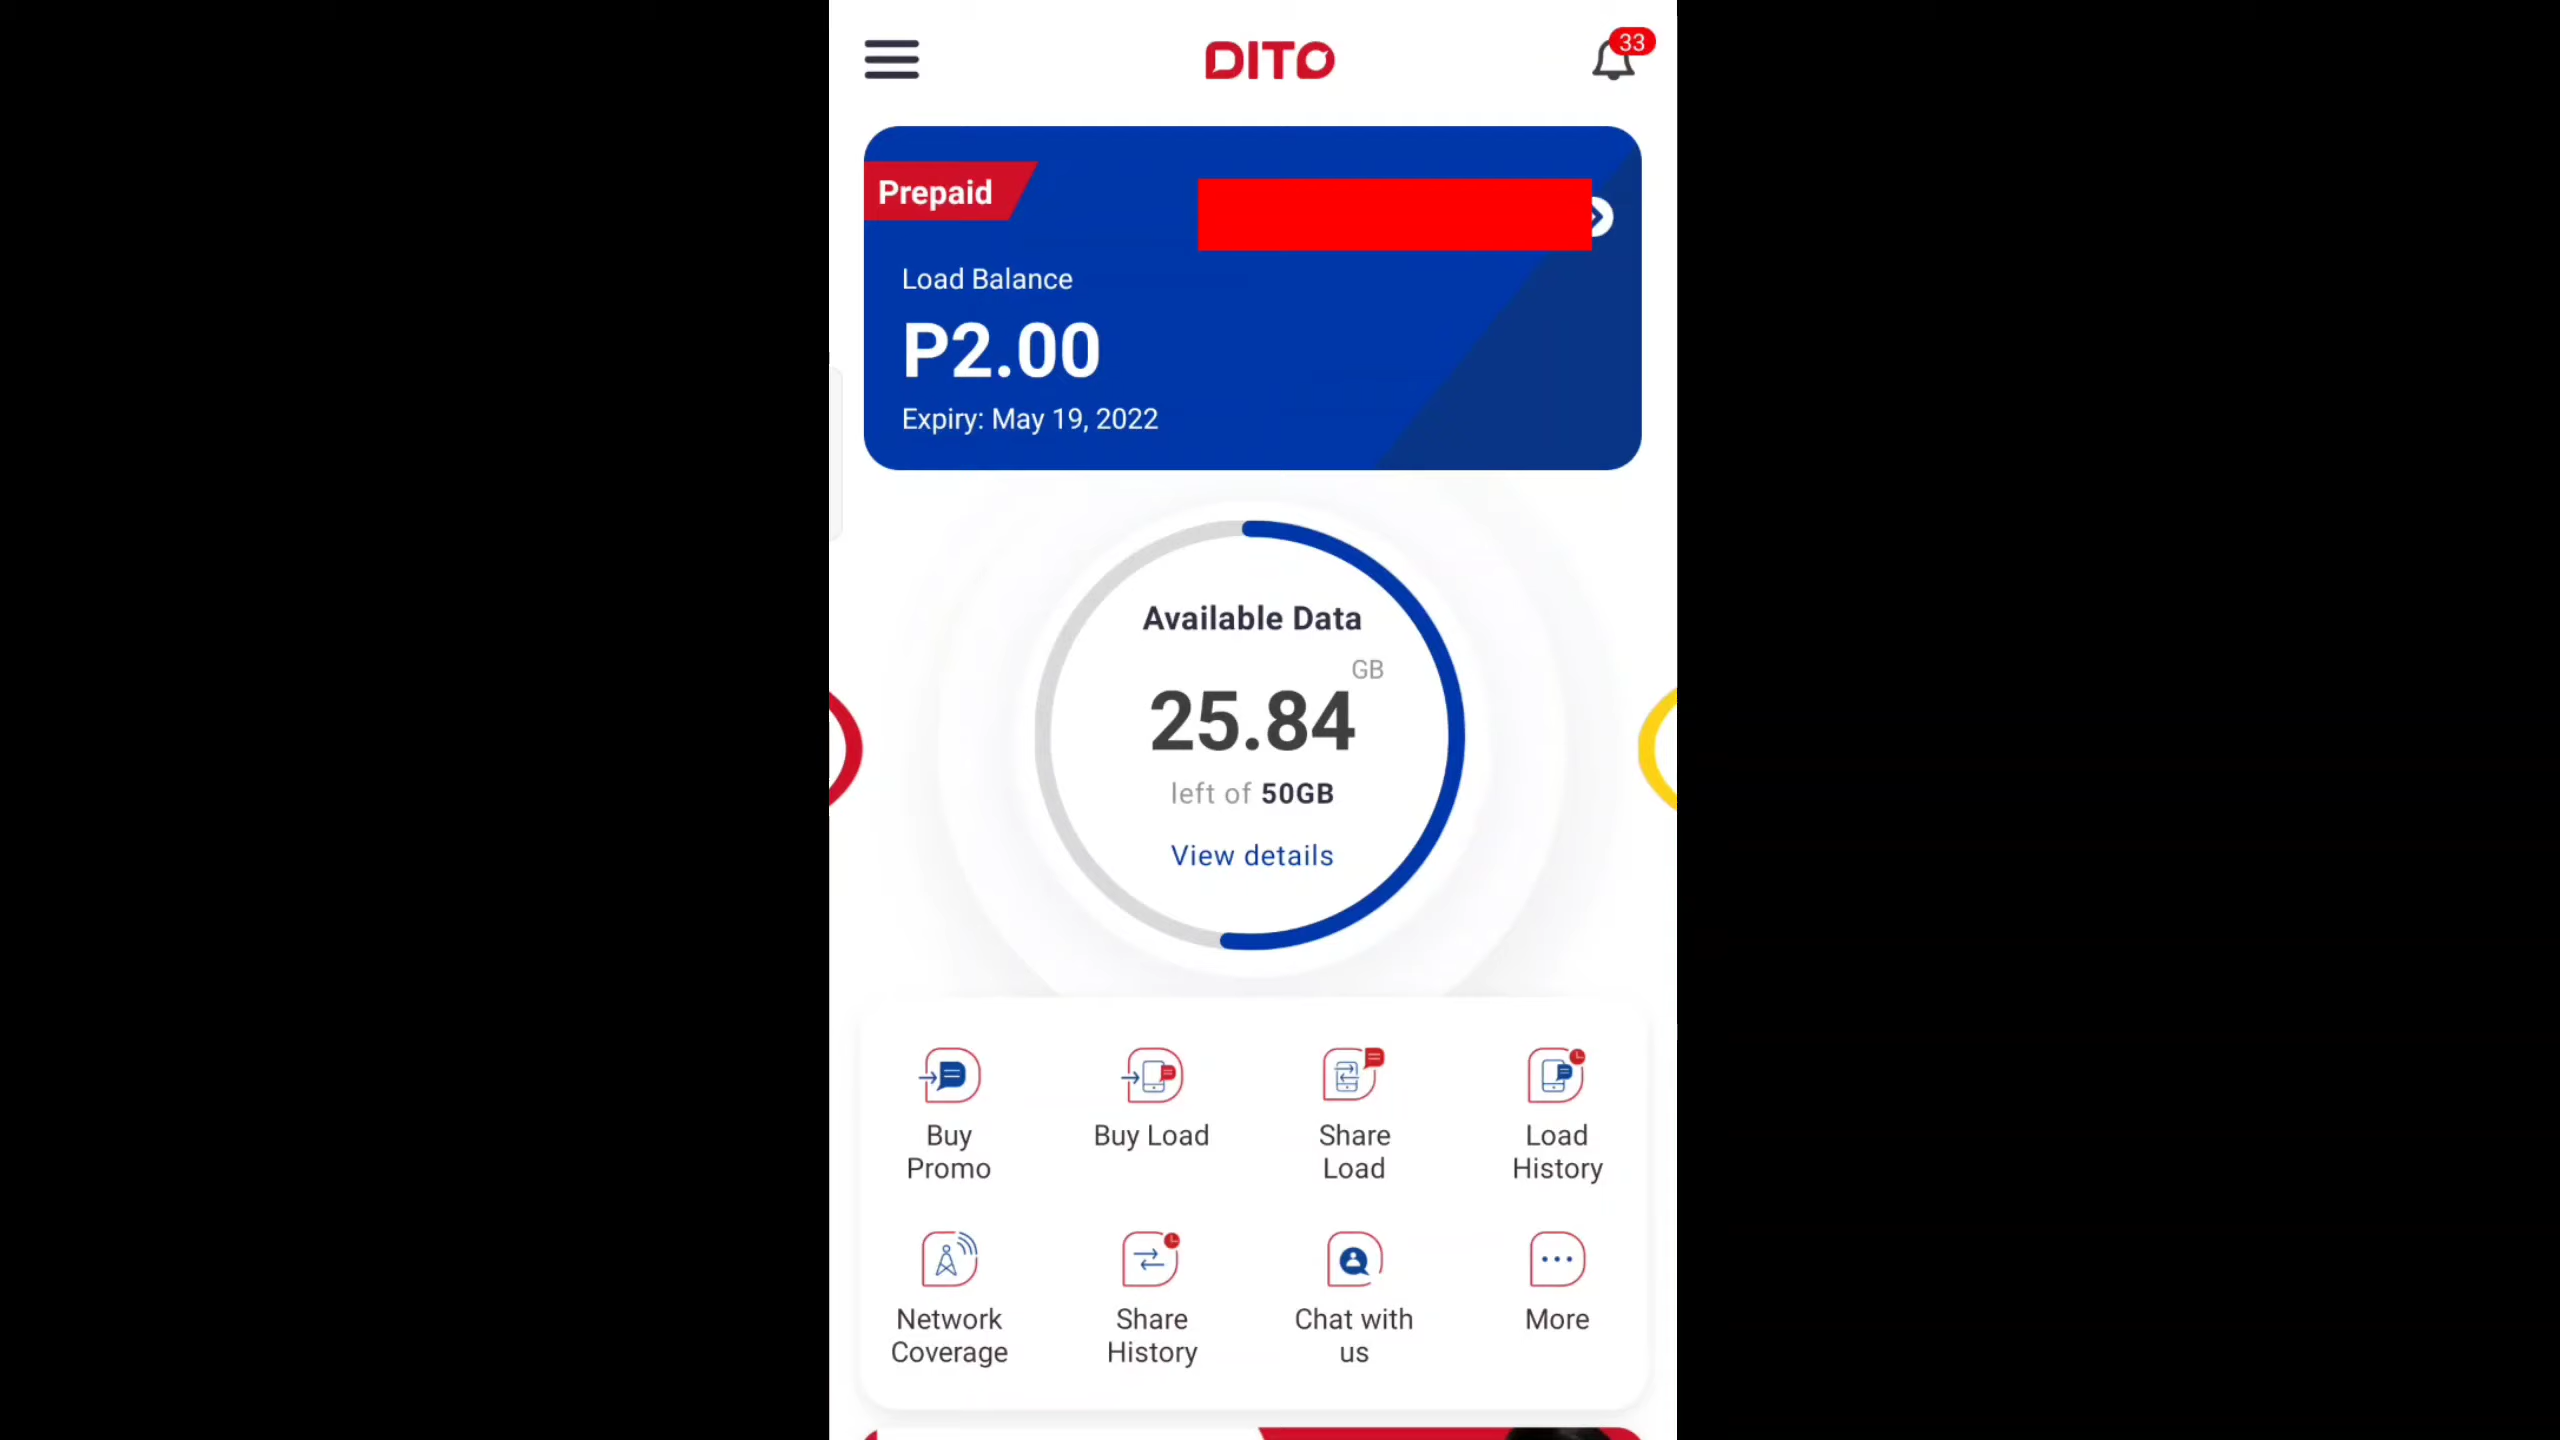 DITO
33
Prepaid
Load Balance
P2.00
Expiry: May 19, 2022
Available Data
GB
25.84
left of 50GB
View details
Buy
Promo
Buy Load
Share
Load
Load
History
Network
Coverage
Share
History
Chat with
us
More